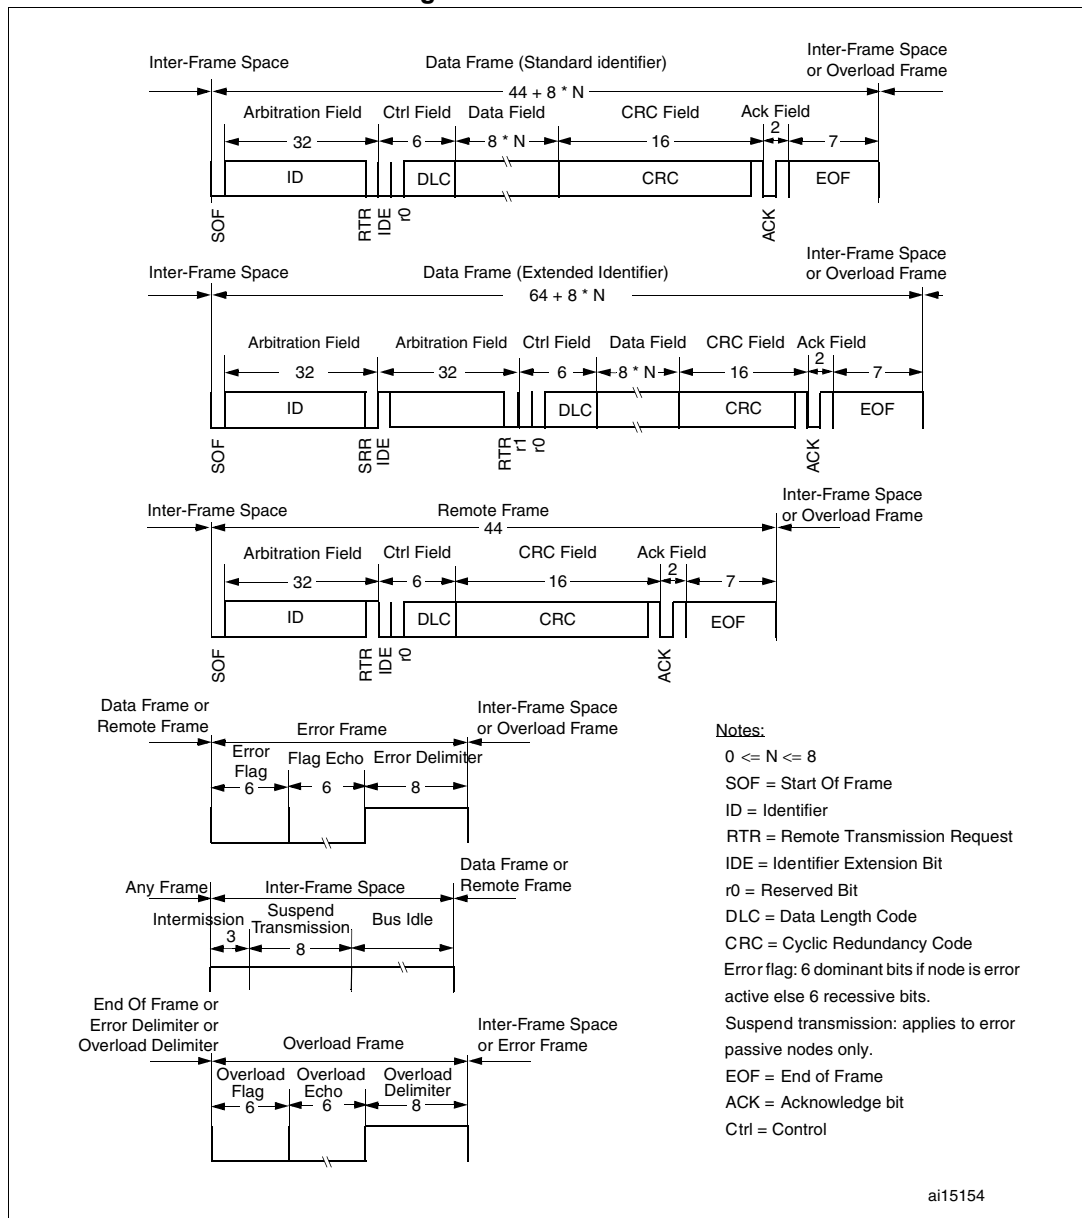 Inter-Frame Space
Data Frame (Standard identifier)
Inter-Frame Space
or Overload Frame
44 + 8 * N
Arbitration Field
Ctrl Field
Data Field
CRC Field
Ack Field
32
6
8 * N
16
2
7
ID
DLC
CRC
EOF
SOF
RTR
IDE
r0
ACK
Inter-Frame Space
Data Frame (Extended Identifier)
Inter-Frame Space
or Overload Frame
64 + 8 * N
Arbitration Field
Arbitration Field
Ctrl Field
Data Field
CRC Field
Ack Field
32
32
6
8 * N
16
2
7
ID
DLC
CRC
EOF
SOF
SRR
IDE
RTR
r1
r0
ACK
Inter-Frame Space
Remote Frame
Inter-Frame Space
or Overload Frame
44
Arbitration Field
Ctrl Field
CRC Field
Ack Field
32
6
16
2
7
ID
DLC
CRC
EOF
SOF
RTR
IDE
r0
ACK
Data Frame or
Remote Frame
Error Frame
Inter-Frame Space
or Overload Frame
Error
Flag
Flag Echo
Error Delimiter
6
6
8
Any Frame
Inter-Frame Space
Data Frame or
Remote Frame
Intermission
Suspend
Transmission
Bus Idle
3
8
End Of Frame or
Error Delimiter or
Overload Delimiter
Overload Frame
Inter-Frame Space
or Error Frame
Overload
Flag
Overload
Echo
Overload
Delimiter
6
6
8
Notes:
0 <= N <= 8
SOF = Start Of Frame
ID = Identifier
RTR = Remote Transmission Request
IDE = Identifier Extension Bit
r0 = Reserved Bit
DLC = Data Length Code
CRC = Cyclic Redundancy Code
Error flag: 6 dominant bits if node is error
active else 6 recessive bits.
Suspend transmission: applies to error
passive nodes only.
EOF = End of Frame
ACK = Acknowledge bit
Ctrl = Control
ai15154